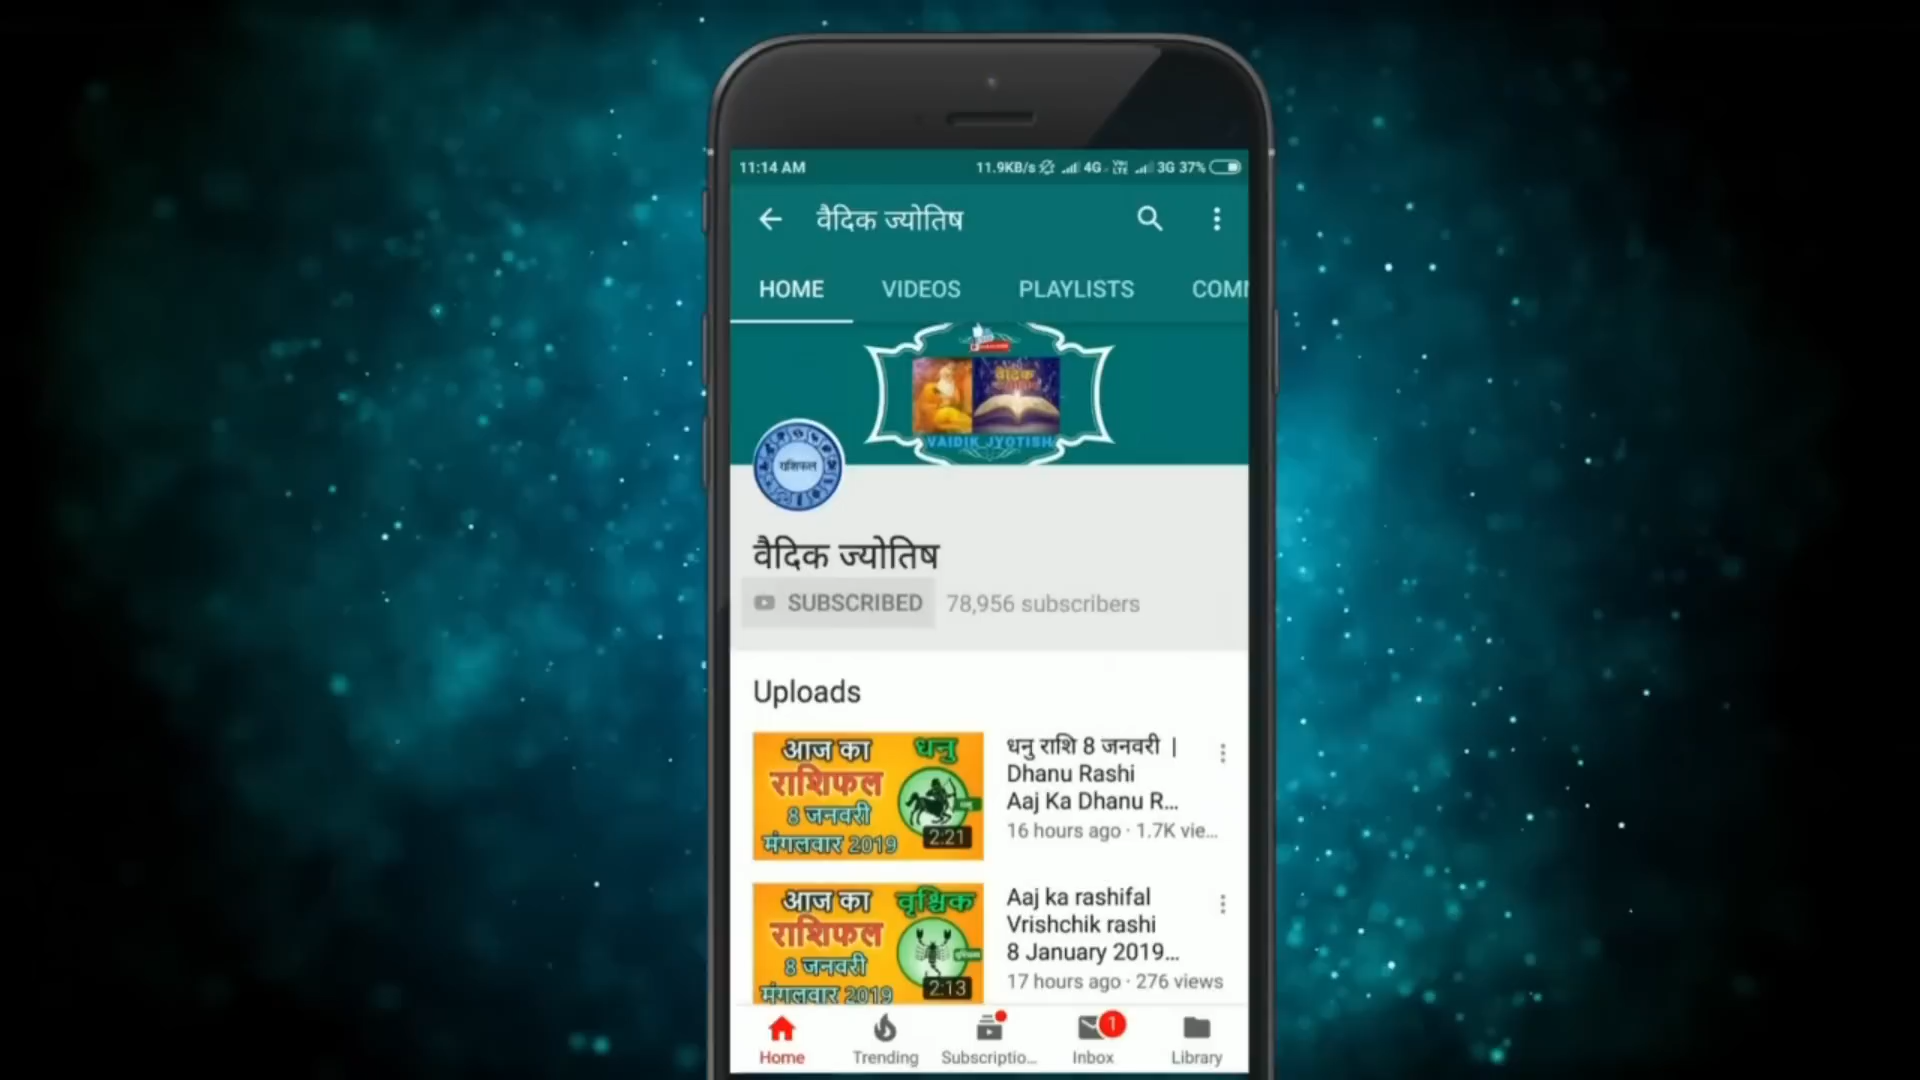 11:14 AM 11.9KB/s 4G VoLTE 3G 37%
वैदिक ज्योतिष
HOME VIDEOS PLAYLISTS COMM
वैदिक
VAIDIK JYOTISH
राशिफल
वैदिक ज्योतिष
SUBSCRIBED 78,956 subscribers
Uploads
आज का धनु
राशिफल
8 जनवरी
मंगलवार 2019
2:21
धनु राशि 8 जनवरी |
Dhanu Rashi
Aaj Ka Dhanu R...
16 hours ago · 1.7K vie...
आज का वृश्चिक
राशिफल
8 जनवरी
मंगलवार 2019
2:13
Aaj ka rashifal
Vrishchik rashi
8 January 2019...
17 hours ago · 276 views
1
Home Trending Subscriptio... Inbox Library